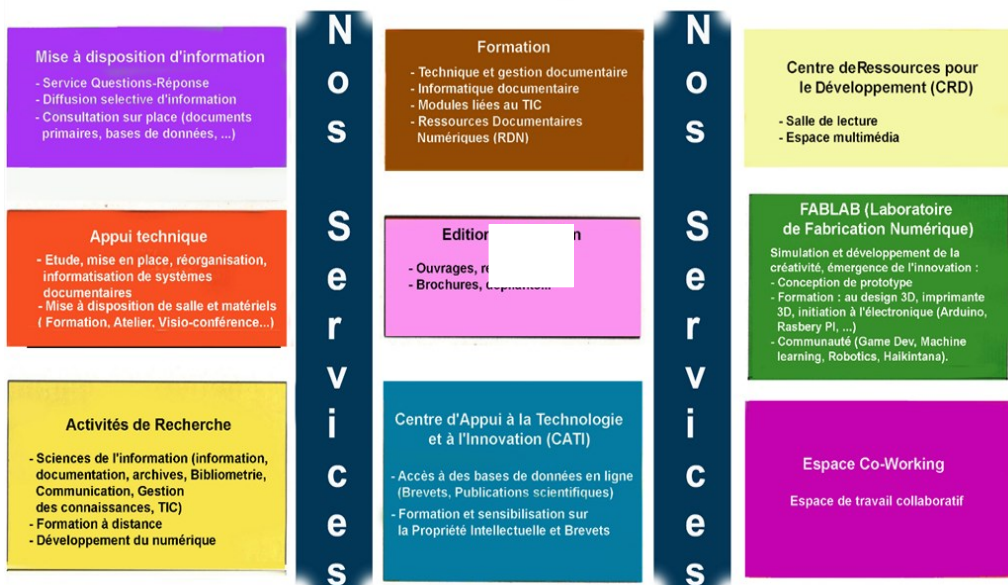 Mise à disposition d'information
- Service Questions-Réponse
- Diffusion selective d'information
- Consultation sur place (documents
primaires, bases de données, ...)
Appui technique
- Etude, mise en place, réorganisation,
informatisation de systèmes
documentaires
- Mise à disposition de salle et matériels
( Formation, Atelier, Visio-conférence...)
Activités de Recherche
- Sciences de l'information (information,
documentation, archives, Bibliometrie,
Communication, Gestion
des connaissances, TIC)
- Formation à distance
- Développement du numérique
Nos Services
Formation
- Technique et gestion documentaire
- Informatique documentaire
- Modules liées au TIC
- Ressources Documentaires
Numériques (RDN)
Edition
- Ouvrages,
- Brochures,
Centre d'Appui à la Technologie
et à l'Innovation (CATI)
- Accès à des bases de données en ligne
(Brevets, Publications scientifiques)
- Formation et sensibilisation sur
la Propriété Intellectuelle et Brevets
Nos Services
Centre deRessources pour
le Développement (CRD)
- Salle de lecture
- Espace multimédia
FABLAB (Laboratoire
de Fabrication Numérique)
Simulation et développement de la
créativité, émergence de l'innovation :
- Conception de prototype
- Formation : au design 3D, imprimante
3D, initiation à l'électronique (Arduino,
Rasbery PI, ...)
- Communauté (Game Dev, Machine
learning, Robotics, Haikintana).
Espace Co-Working
Espace de travail collaboratif